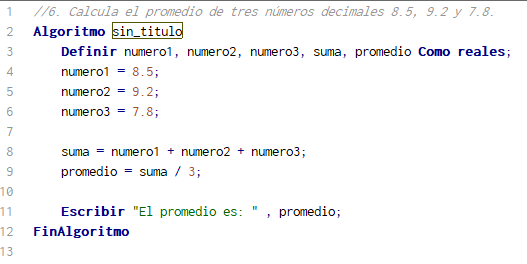 1 //6. Calcula el promedio de tres números decimales 8.5, 9.2 y 7.8.
2 Algoritmo sin_titulo
3 Definir numero1, numero2, numero3, suma, promedio Como reales;
4 numero1 = 8.5;
5 numero2 = 9.2;
6 numero3 = 7.8;
7
8 suma = numero1 + numero2 + numero3;
9 promedio = suma / 3;
10
11 Escribir "El promedio es: " , promedio;
12 FinAlgoritmo
13